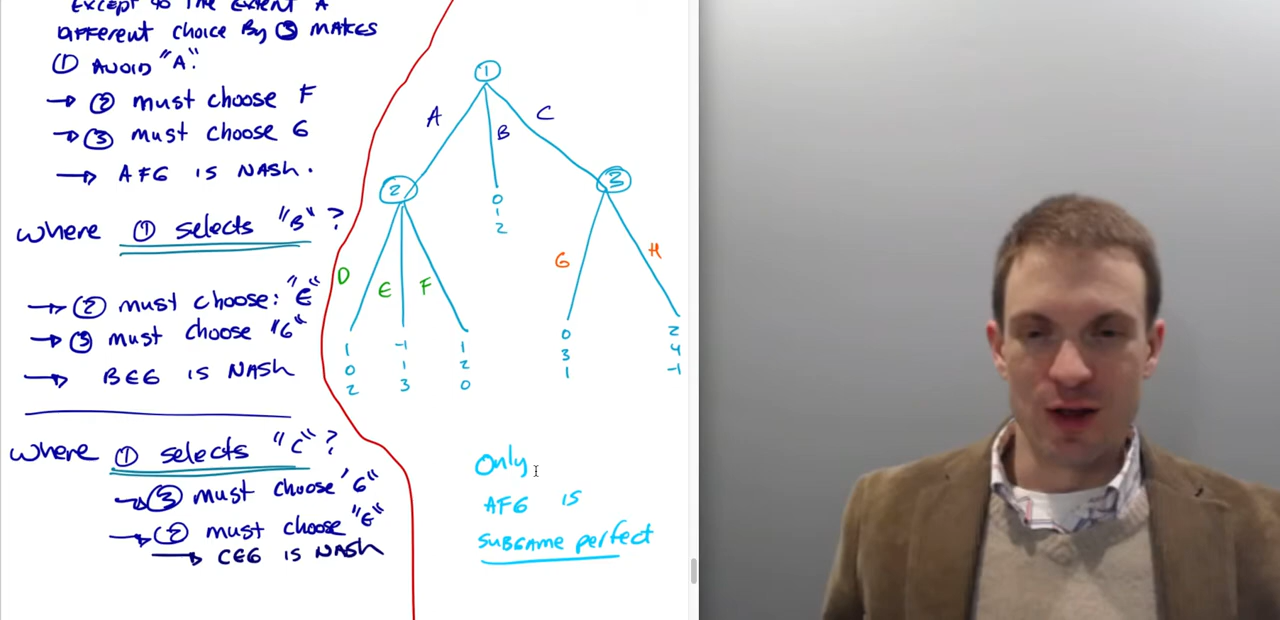 EXCEPT TO THE EXTENT A
DIFFERENT CHOICE BY ③ MAKES
① AVOID "A".
→ ② must choose F
→ ③ must choose G
→ AFG IS NASH.
where ① selects "B"?
→ ② must choose: "E"
→ ③ must choose "G"
→ BEG IS NASH
where ① selects "C"?
→ ③ must choose "G"
→ ② must choose "E"
→ CEG IS NASH
①
A B C
② ③
0
1
2
D E F
G H
1 -1 1 0 2
0 1 2 3 4
2 3 0 1 -1
Only
AFG is
SUBGAME perfect